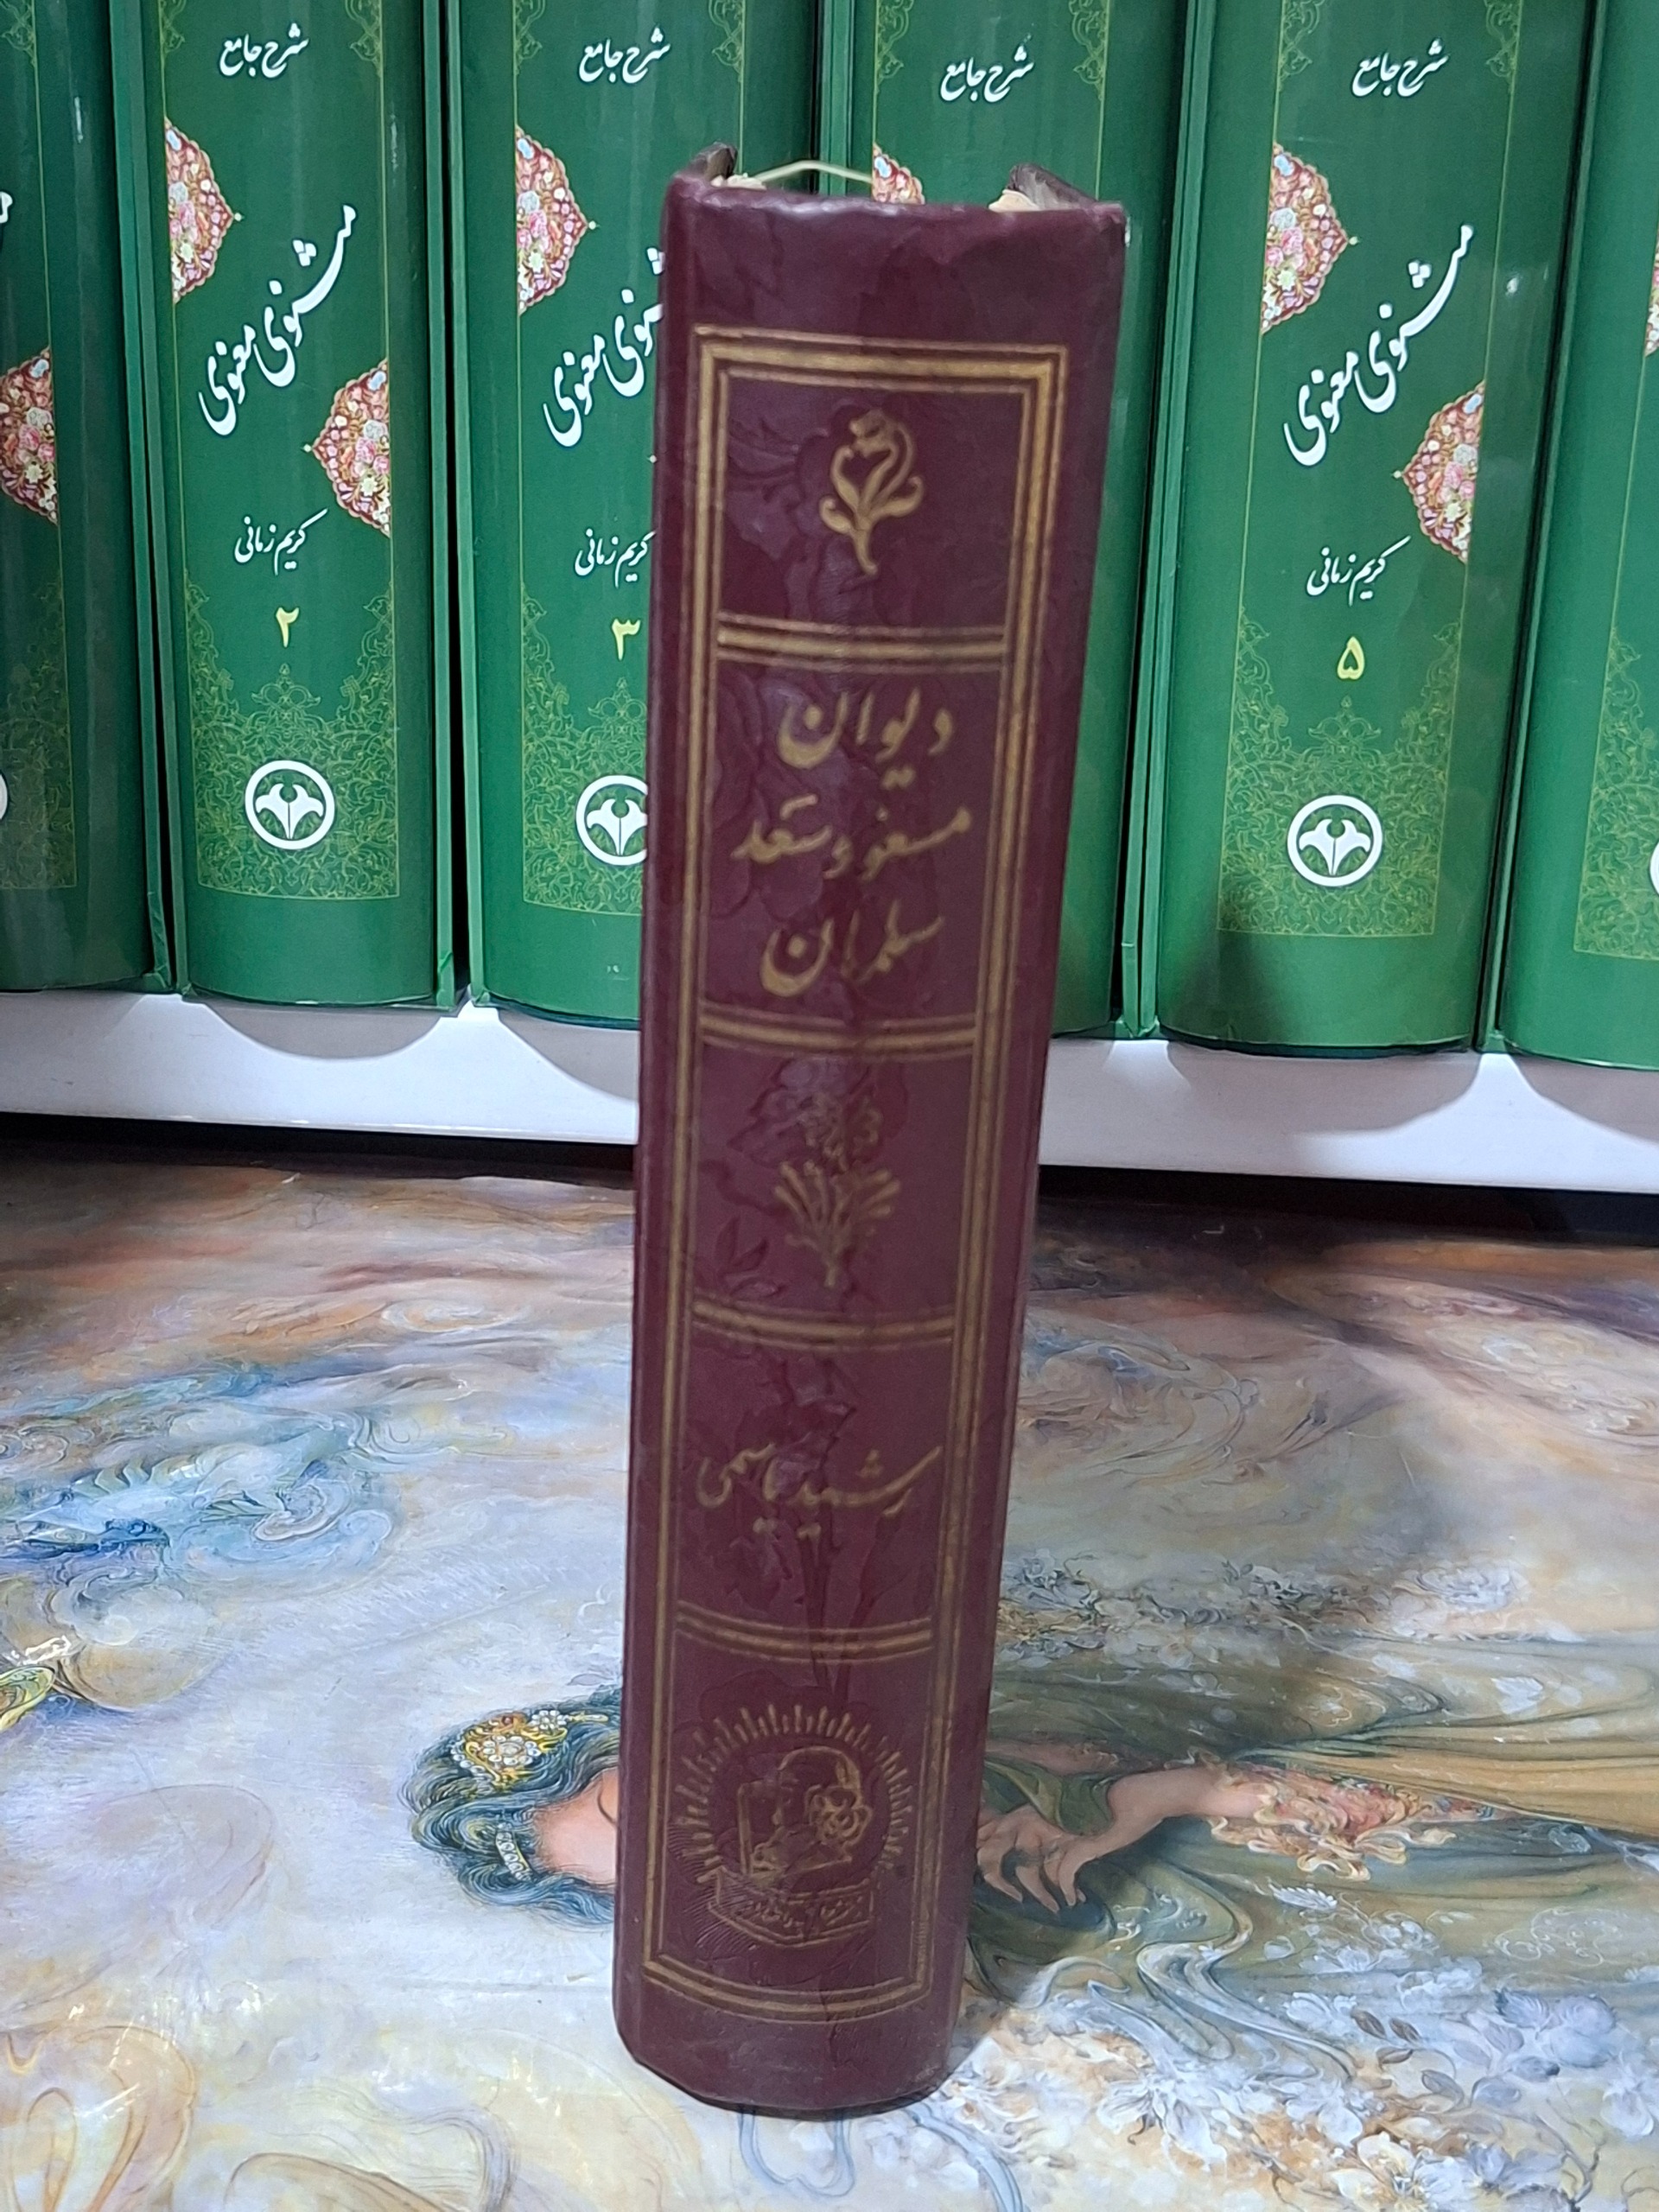 شرح جامع
مثنوی معنوی
کریم زمانی
۲
شرح جامع
مثنوی معنوی
کریم زمانی
۳
شرح جامع
شرح جامع
مثنوی معنوی
کریم زمانی
۵
دیوان
مسعود سعد
سلمان
رشید یاسمی